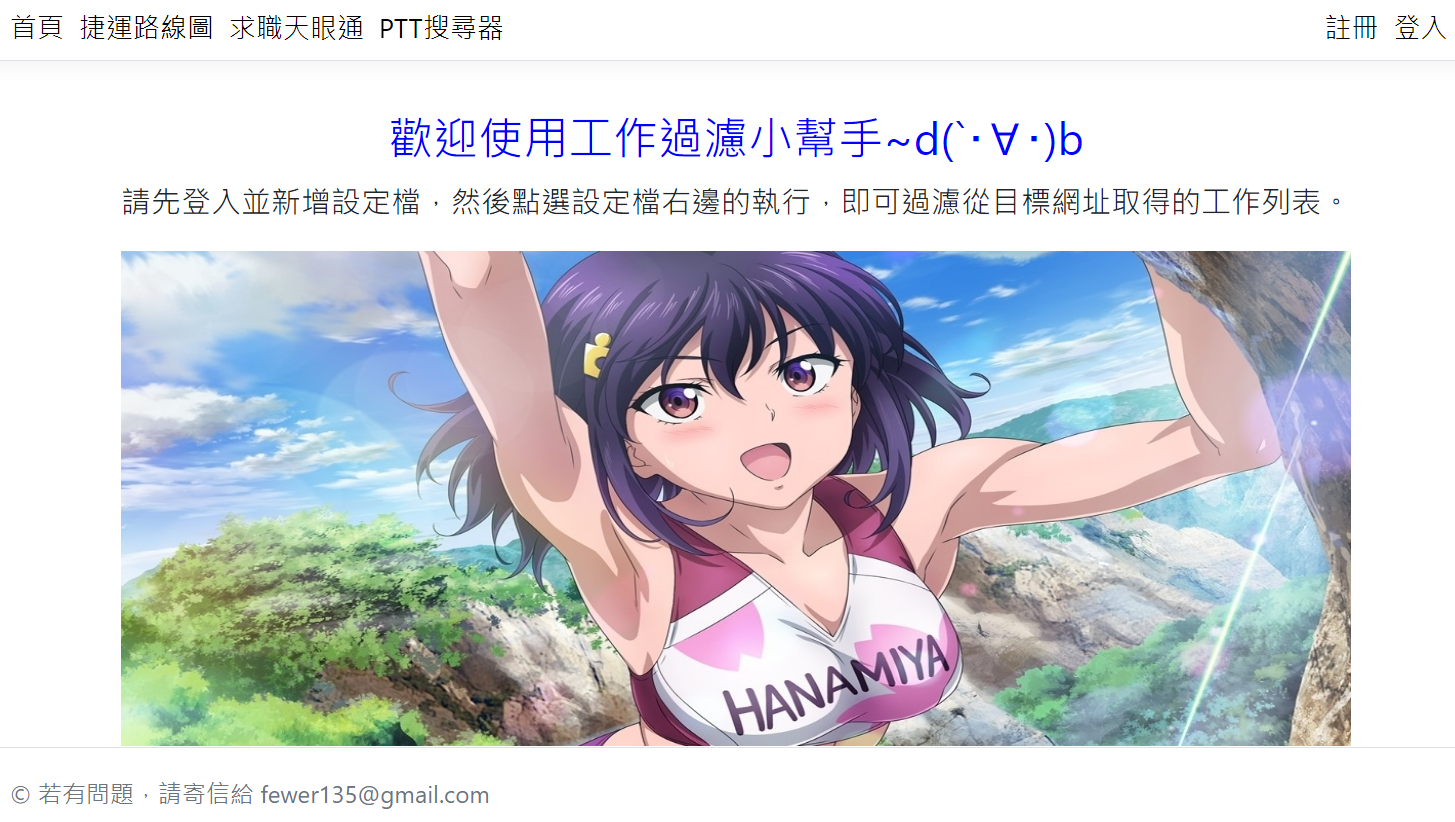 首頁 捷運路線圖 求職天眼通 PTT搜尋器 註冊 登入
歡迎使用工作過濾小幫手~d(`･∀･)b
請先登入並新增設定檔，然後點選設定檔右邊的執行，即可過濾從目標網址取得的工作列表。
HANAMIYA
© 若有問題，請寄信給 fewer135@gmail.com